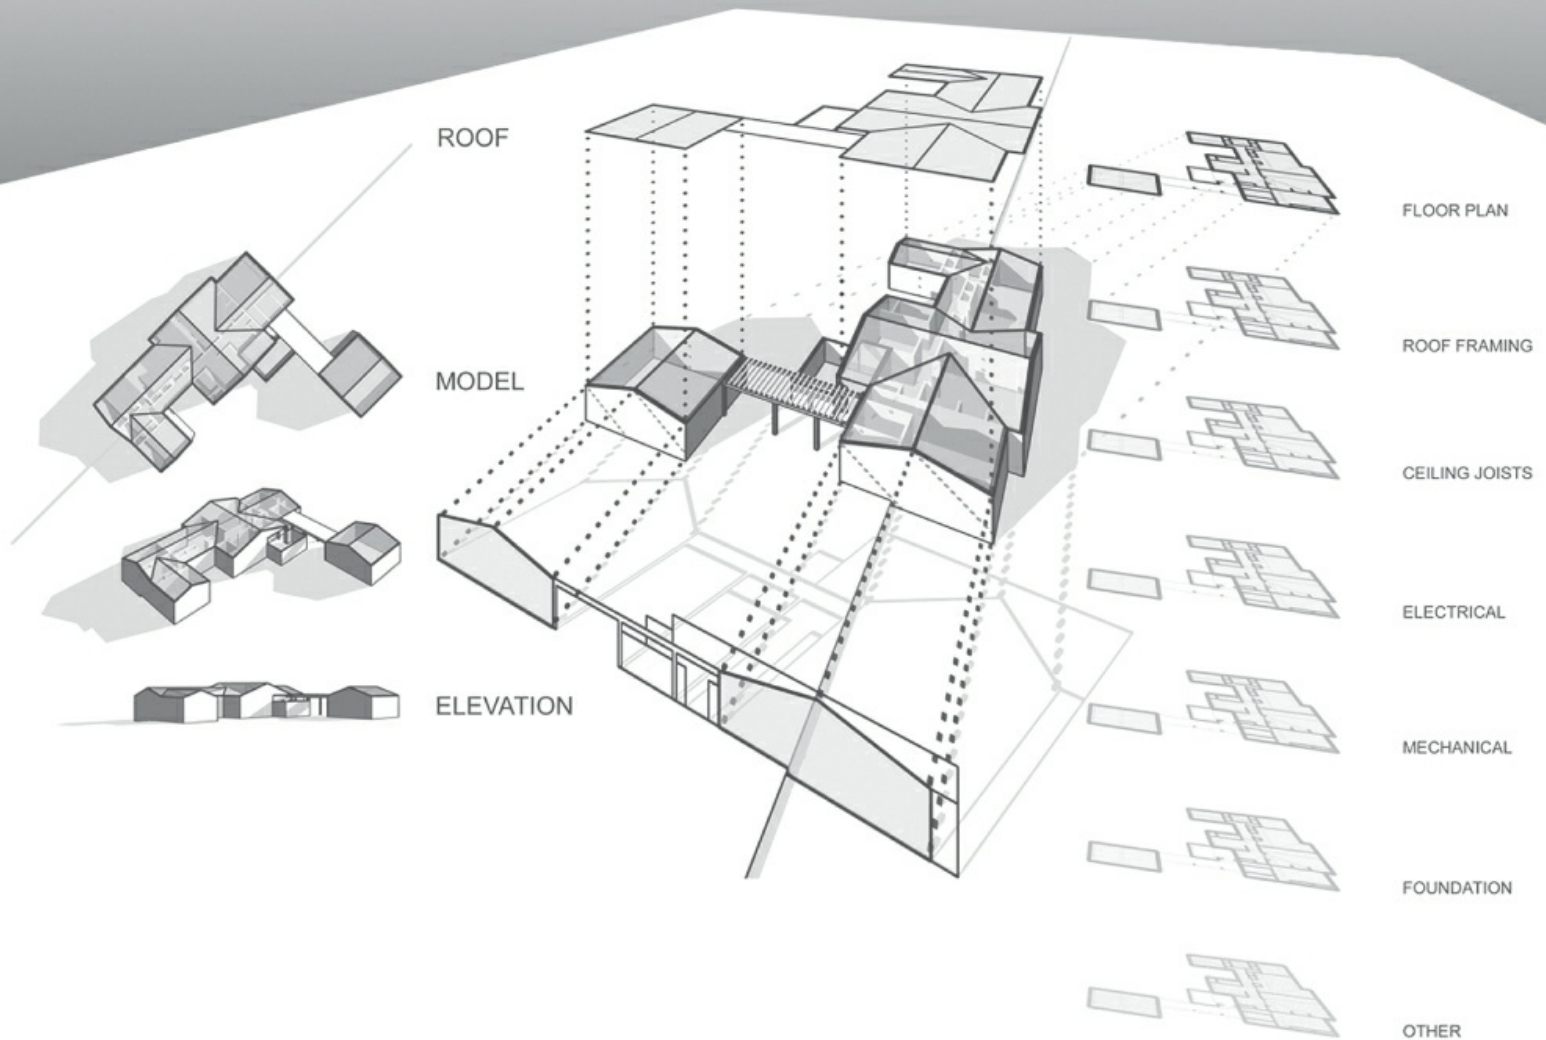 ROOF
MODEL
ELEVATION
FLOOR PLAN
ROOF FRAMING
CEILING JOISTS
ELECTRICAL
MECHANICAL
FOUNDATION
OTHER